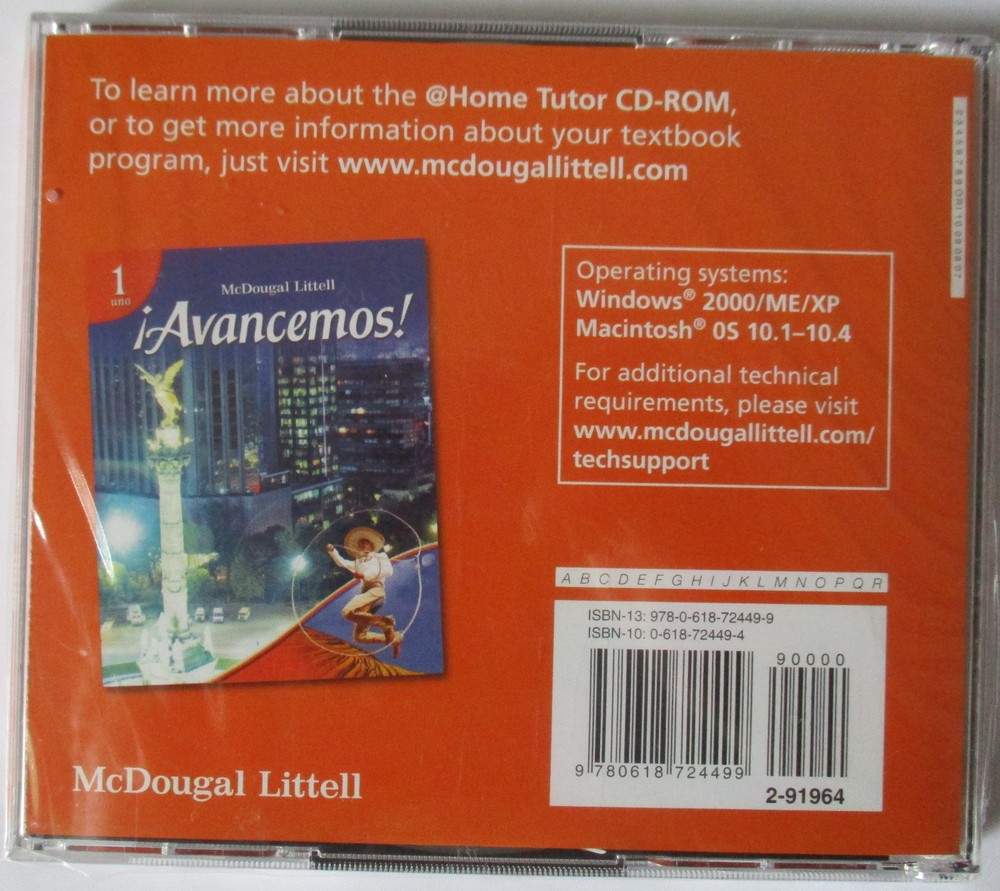 To learn more about the @Home Tutor CD-ROM,
or to get more information about your textbook
program, just visit www.mcdougallittell.com
1
uno
McDougal Littell
¡Avancemos!
Operating systems:
Windows® 2000/ME/XP
Macintosh® 0S 10.1–10.4
For additional technical
requirements, please visit
www.mcdougallittell.com/
techsupport
A B C D E F G H I J K L M N O P Q R
ISBN-13: 978-0-618-72449-9
ISBN-10: 0-618-72449-4
90000
9 780618 724499
2-91964
McDougal Littell